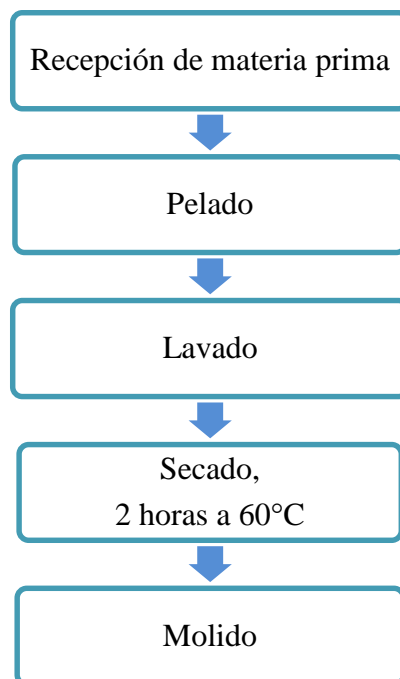 Recepción de materia prima
Pelado
Lavado
Secado,
2 horas a 60°C
Molido